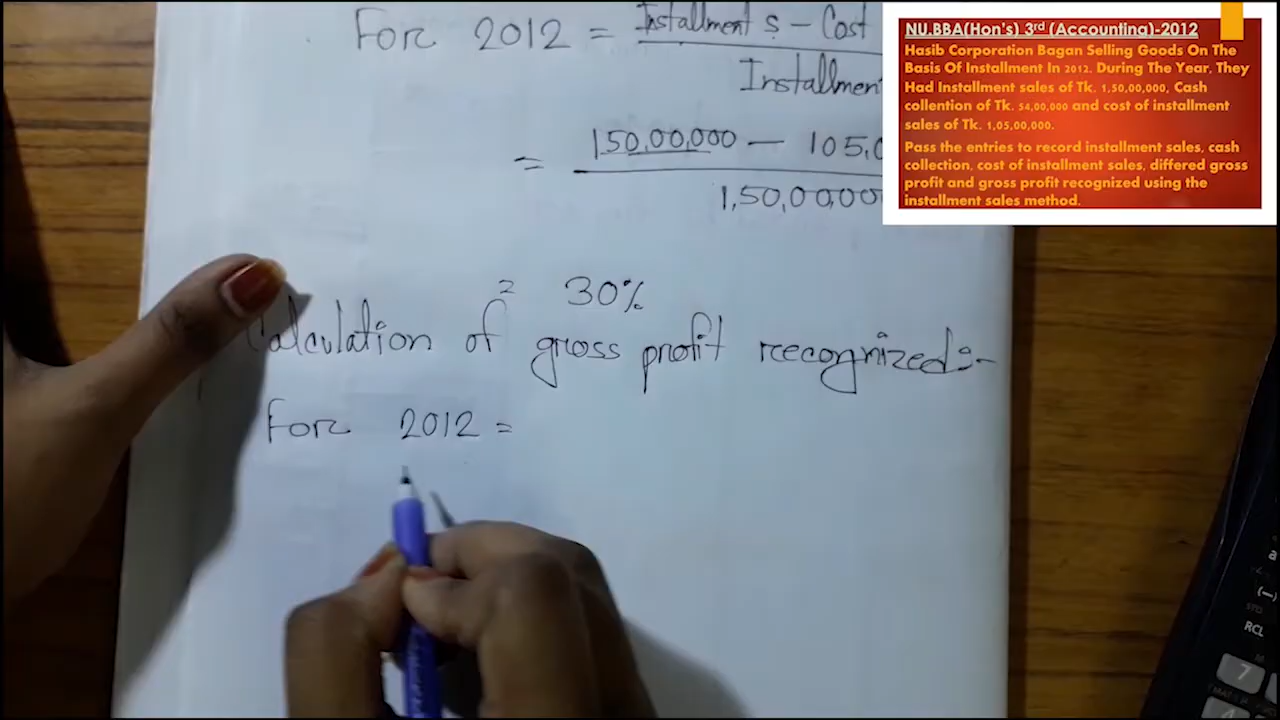 For 2012 = Installment s - Cost
Installment
= 150,00,000 - 105,0
1,50,00,000
= 30%
Calculation of gross profit recognized:-
For 2012 =
NU.BBA(Hon's) 3rd (Accounting)-2012
Hasib Corporation Bagan Selling Goods On The
Basis Of Installment In 2012. During The Year, They
Had Installment sales of Tk. 1,50,00,000, Cash
collention of Tk. 54,00,000 and cost of installment
sales of Tk. 1,05,00,000.
Pass the entries to record installment sales, cash
collection, cost of installment sales, differed gross
profit and gross profit recognized using the
installment sales method.
RCL
(-)
7